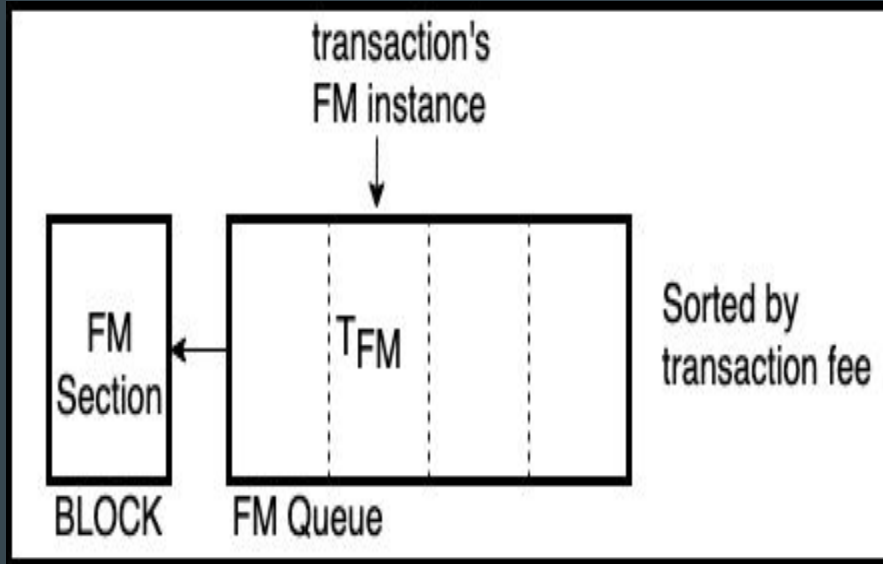 transaction's
FM instance
FM
Section
TFM
Sorted by
transaction fee
BLOCK
FM Queue